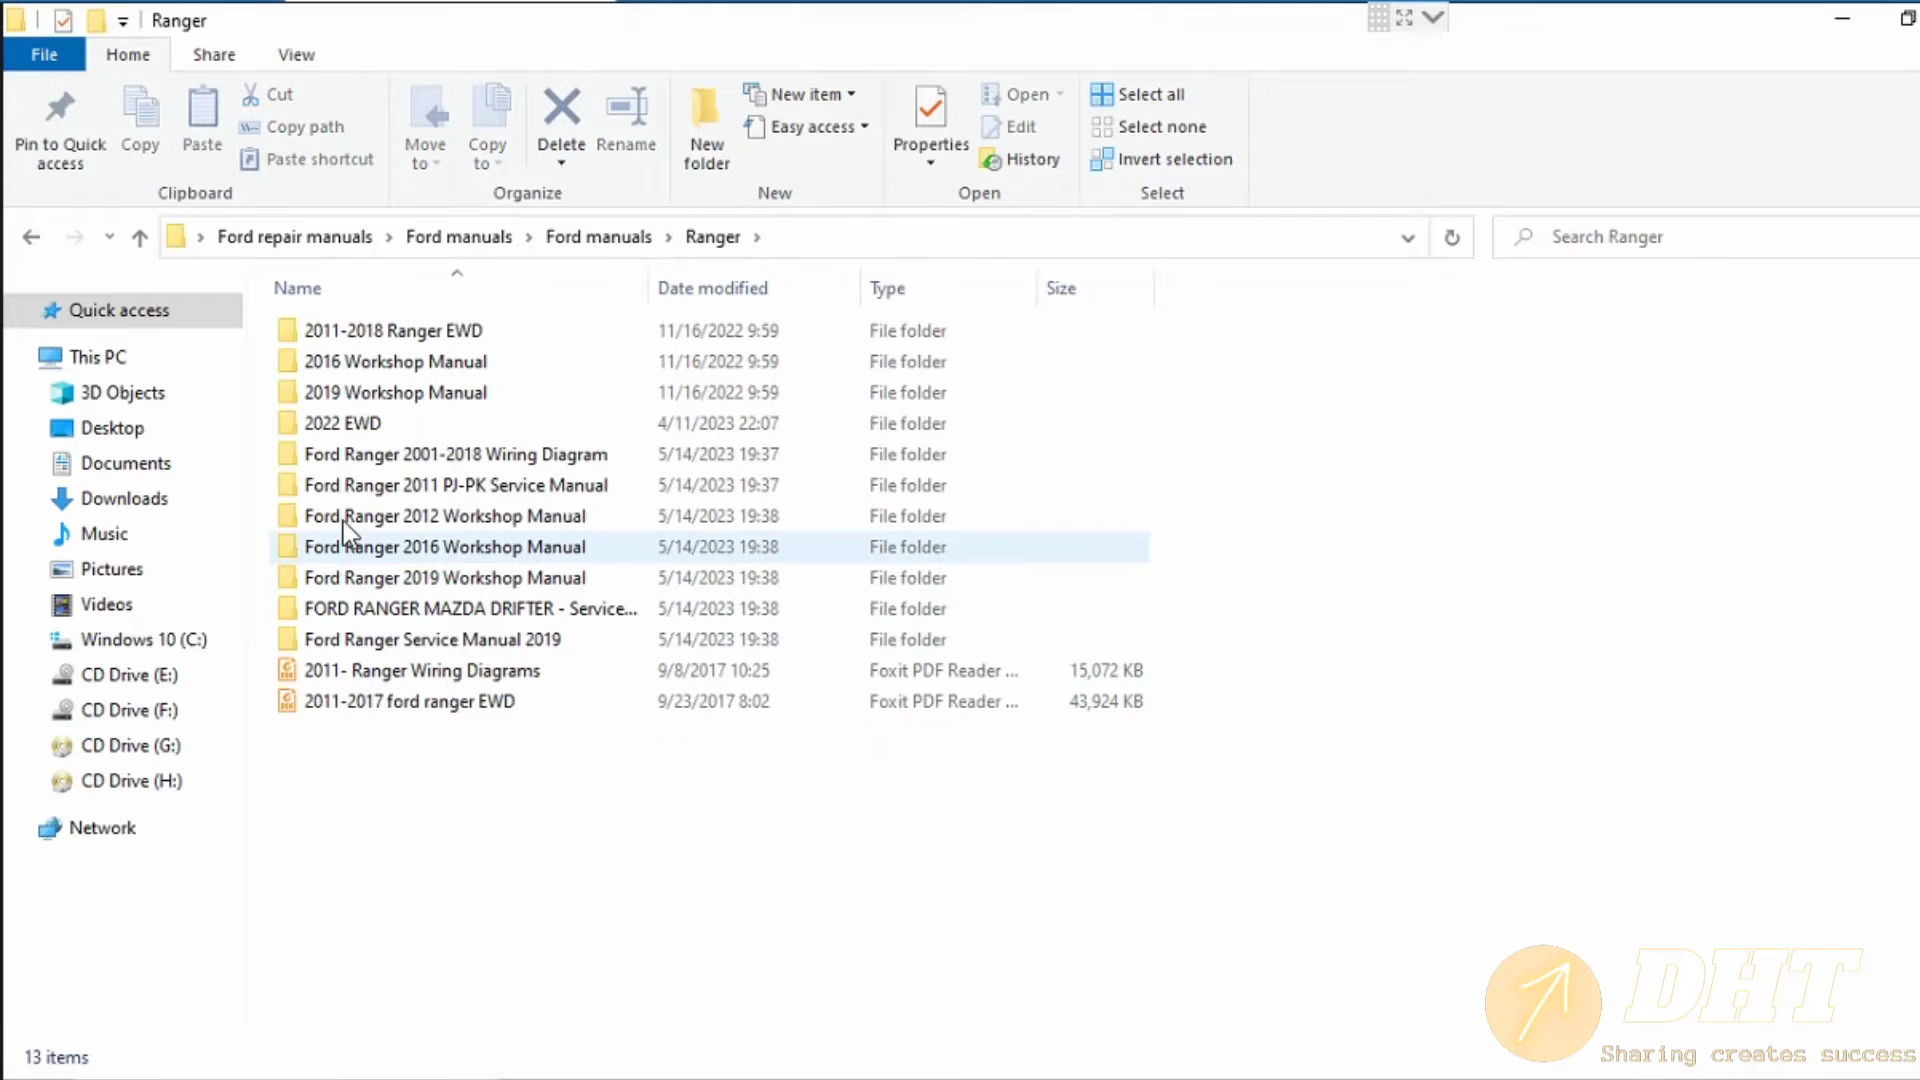 Ranger
File Home Share View
Pin to Quick access
Copy
Paste
Cut
Copy path
Paste shortcut
Clipboard
Move to
Copy to
Delete
Rename
Organize
New folder
New item
Easy access
New
Properties
Open
Edit
History
Open
Select all
Select none
Invert selection
Select
Ford repair manuals > Ford manuals > Ford manuals > Ranger >
Search Ranger
Name Date modified Type Size
Quick access
This PC
3D Objects
Desktop
Documents
Downloads
Music
Pictures
Videos
Windows 10 (C:)
CD Drive (E:)
CD Drive (F:)
CD Drive (G:)
CD Drive (H:)
Network
2011-2018 Ranger EWD 11/16/2022 9:59 File folder
2016 Workshop Manual 11/16/2022 9:59 File folder
2019 Workshop Manual 11/16/2022 9:59 File folder
2022 EWD 4/11/2023 22:07 File folder
Ford Ranger 2001-2018 Wiring Diagram 5/14/2023 19:37 File folder
Ford Ranger 2011 PJ-PK Service Manual 5/14/2023 19:37 File folder
Ford Ranger 2012 Workshop Manual 5/14/2023 19:38 File folder
Ford Ranger 2016 Workshop Manual 5/14/2023 19:38 File folder
Ford Ranger 2019 Workshop Manual 5/14/2023 19:38 File folder
FORD RANGER MAZDA DRIFTER - Service... 5/14/2023 19:38 File folder
Ford Ranger Service Manual 2019 5/14/2023 19:38 File folder
2011- Ranger Wiring Diagrams 9/8/2017 10:25 Foxit PDF Reader ... 15,072 KB
2011-2017 ford ranger EWD 9/23/2017 8:02 Foxit PDF Reader ... 43,924 KB
DHT
Sharing creates success
13 items